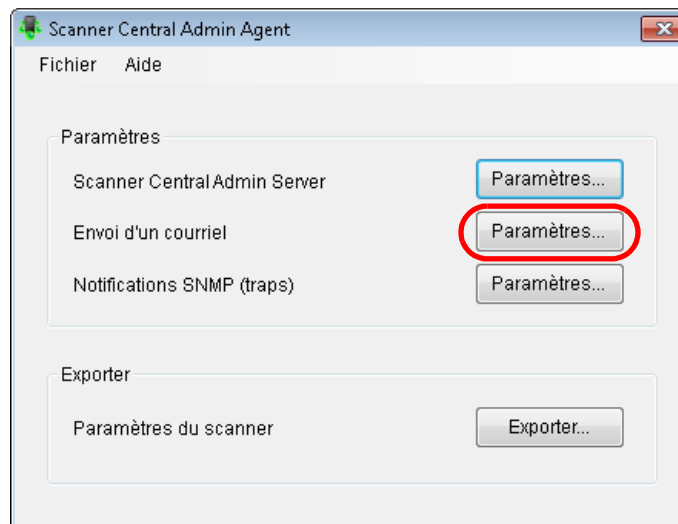 Scanner Central Admin Agent
Fichier Aide
Paramètres
Scanner Central Admin Server Paramètres...
Envoi d'un courriel Paramètres...
Notifications SNMP (traps) Paramètres...
Exporter
Paramètres du scanner Exporter...